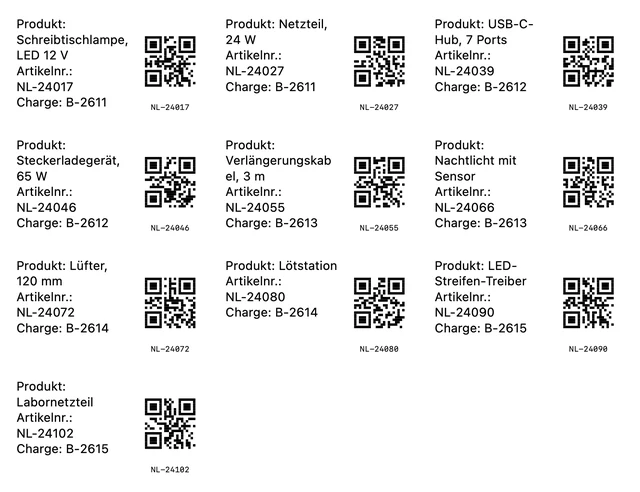 Produkt:
Schreibtischlampe,
LED 12 V
Artikelnr.:
NL-24017
Charge: B-2611
NL-24017
Produkt: Netzteil,
24 W
Artikelnr.:
NL-24027
Charge: B-2611
NL-24027
Produkt: USB-C-
Hub, 7 Ports
Artikelnr.:
NL-24039
Charge: B-2612
NL-24039
Produkt:
Steckerladegerät,
65 W
Artikelnr.:
NL-24046
Charge: B-2612
NL-24046
Produkt:
Verlängerungskab
el, 3 m
Artikelnr.:
NL-24055
Charge: B-2613
NL-24055
Produkt:
Nachtlicht mit
Sensor
Artikelnr.:
NL-24066
Charge: B-2613
NL-24066
Produkt: Lüfter,
120 mm
Artikelnr.:
NL-24072
Charge: B-2614
NL-24072
Produkt: Lötstation
Artikelnr.:
NL-24080
Charge: B-2614
NL-24080
Produkt: LED-
Streifen-Treiber
Artikelnr.:
NL-24090
Charge: B-2615
NL-24090
Produkt:
Labornetzteil
Artikelnr.:
NL-24102
Charge: B-2615
NL-24102